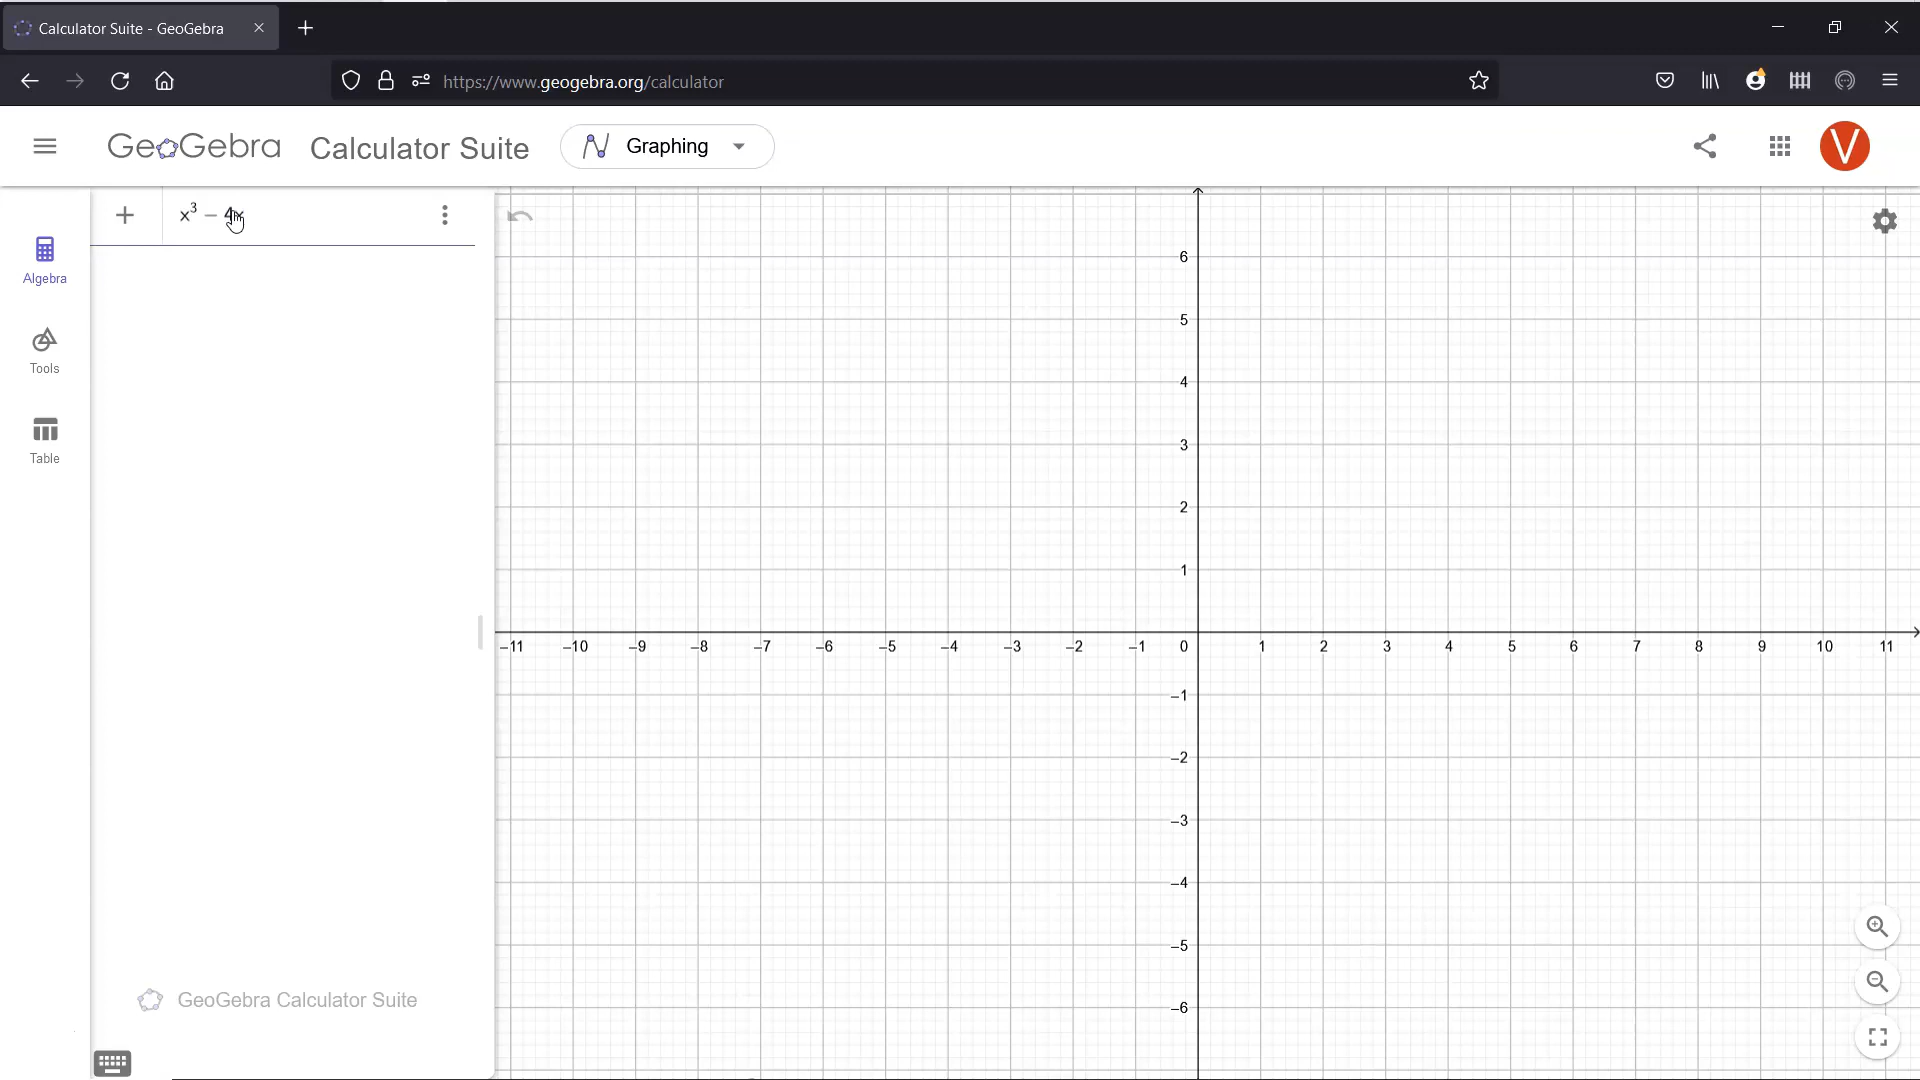 Calculator Suite - GeoGebra
https://www.geogebra.org/calculator
GeoGebra Calculator Suite Graphing V
x³ − 4x
Algebra
Tools
Table
6
5
4
3
2
1
−11 −10 −9 −8 −7 −6 −5 −4 −3 −2 −1 0 1 2 3 4 5 6 7 8 9 10 11
−1
−2
−3
−4
−5
−6
GeoGebra Calculator Suite